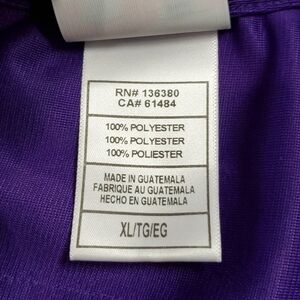 RN# 136380
CA# 61484
100% POLYESTER
100% POLYESTER
100% POLIESTER
MADE IN GUATEMALA
FABRIQUE AU GUATEMALA
HECHO EN GUATEMALA
XL/TG/EG